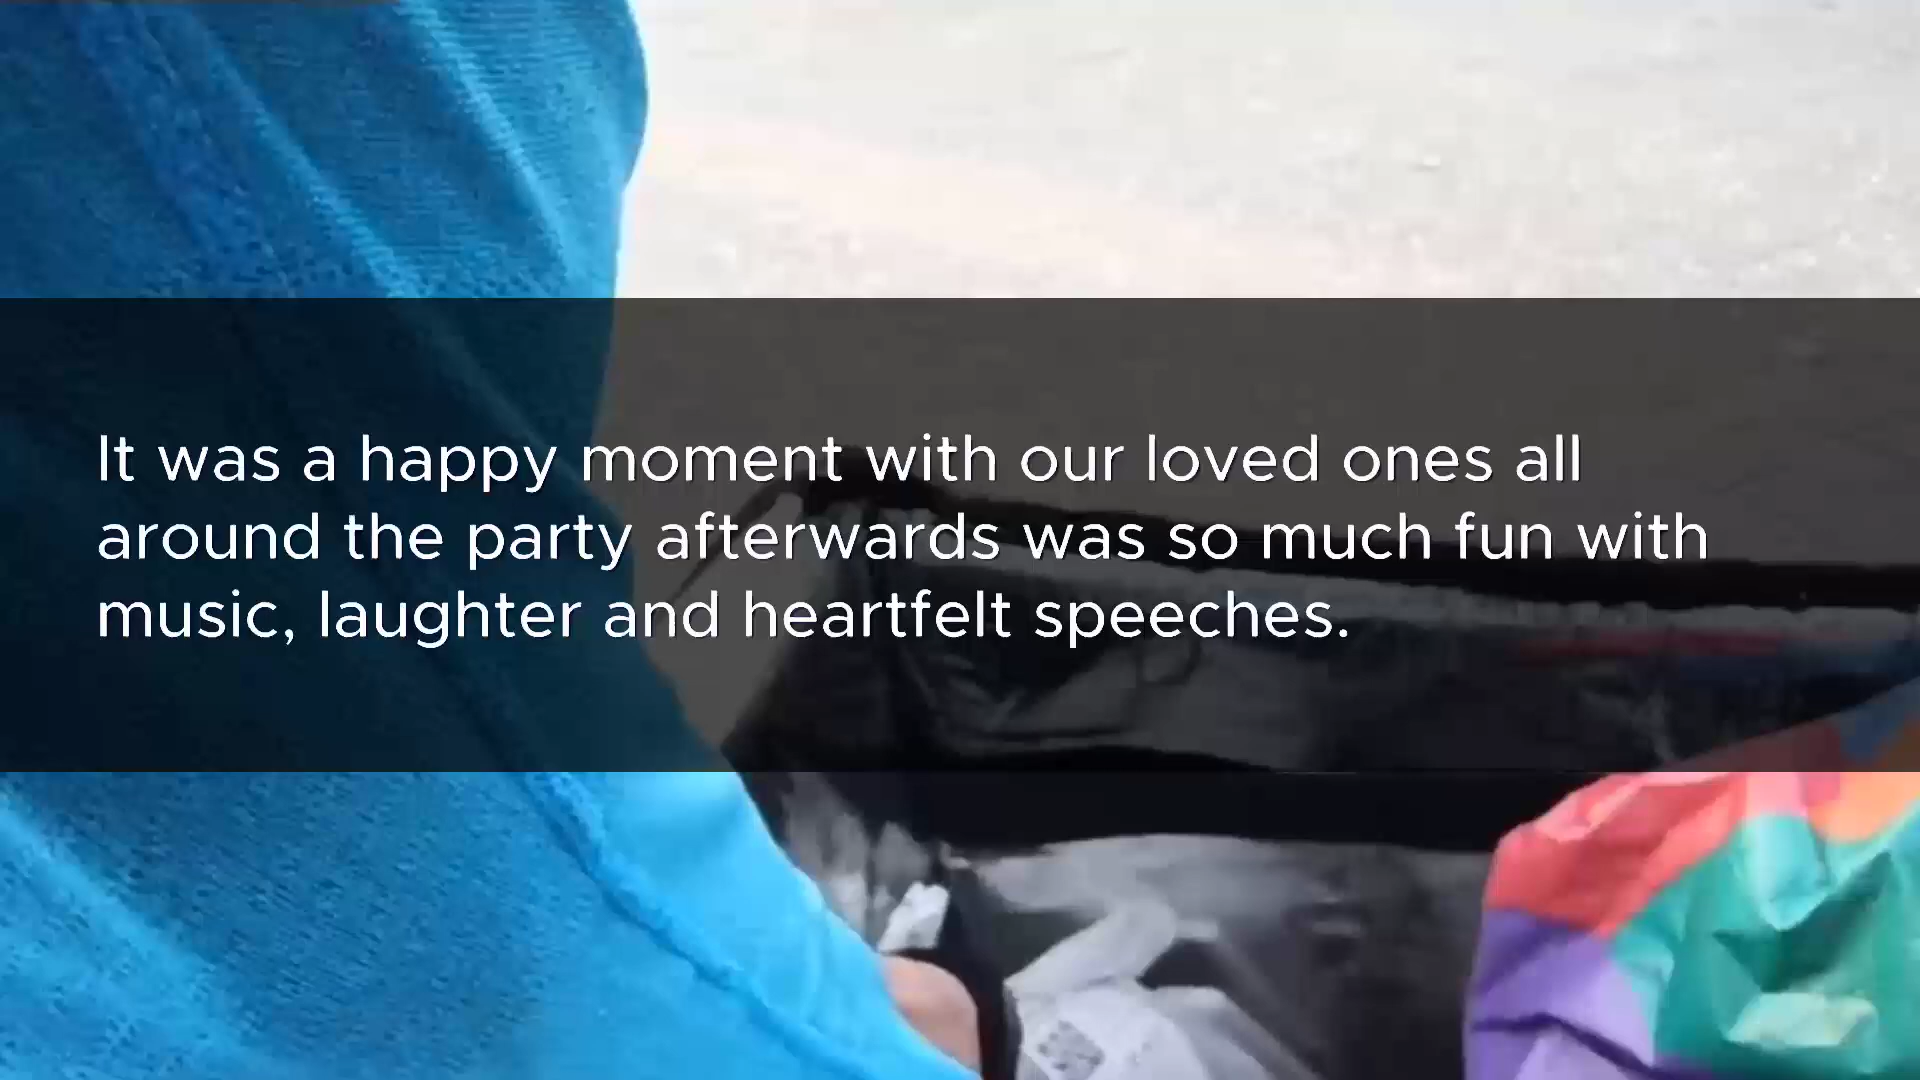 It was a happy moment with our loved ones all
around the party afterwards was so much fun with
music, laughter and heartfelt speeches.